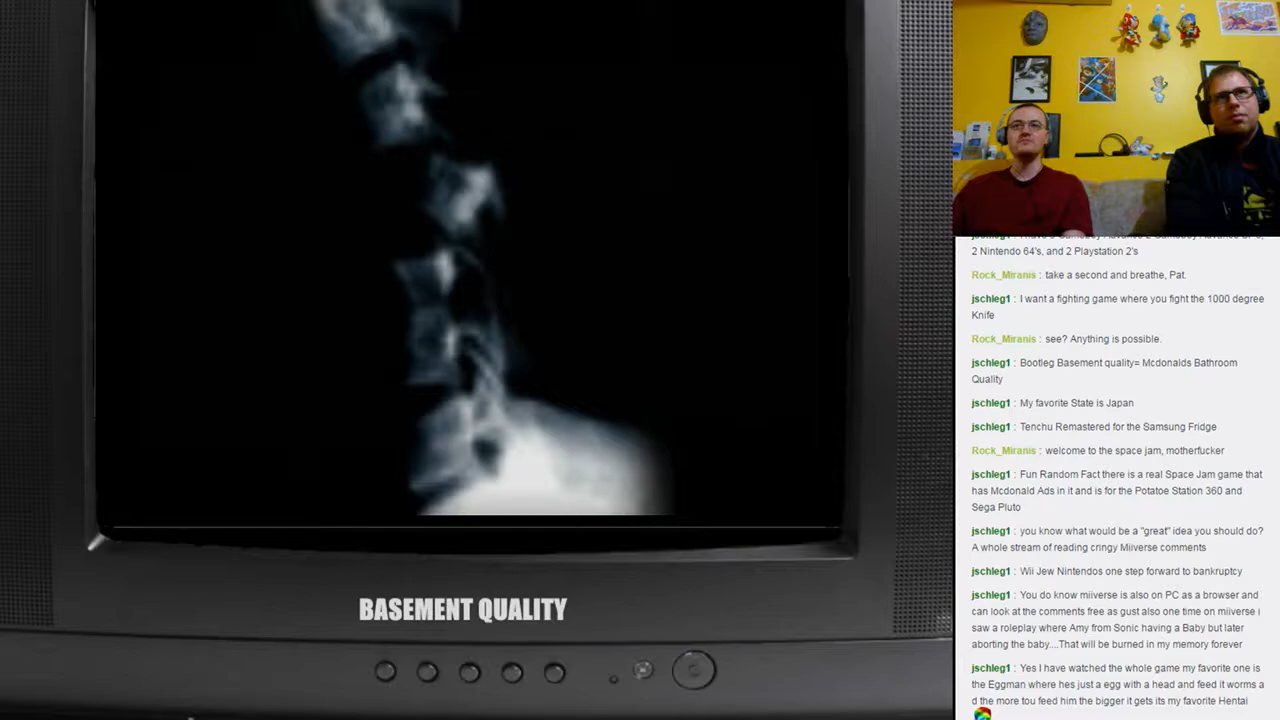 BASEMENT QUALITY
2 Nintendo 64's, and 2 Playstation 2's
Rock_Miranis : take a second and breathe, Pat.
jschleg1 : I want a fighting game where you fight the 1000 degree
Knife
Rock_Miranis : see? Anything is possible.
jschleg1 : Bootleg Basement quality= Mcdonalds Bathroom
Quality
jschleg1 : My favorite State is Japan
jschleg1 : Tenchu Remastered for the Samsung Fridge
Rock_Miranis : welcome to the space jam, motherfucker
jschleg1 : Fun Random Fact there is a real Space Jam game that
has Mcdonald Ads in it and is for the Potatoe Station 360 and
Sega Pluto
jschleg1 : you know what would be a "great" idea you should do?
A whole stream of reading cringy Miiverse comments
jschleg1 : Wii Jew Nintendos one step forward to bankruptcy
jschleg1 : You do know miiverse is also on PC as a browser and
can look at the comments free as gust also one time on miiverse i
saw a roleplay where Amy from Sonic having a Baby but later
aborting the baby....That will be burned in my memory forever
jschleg1 : Yes I have watched the whole game my favorite one is
the Eggman where hes just a egg with a head and feed it worms a
d the more tou feed him the bigger it gets its my favorite Hentai